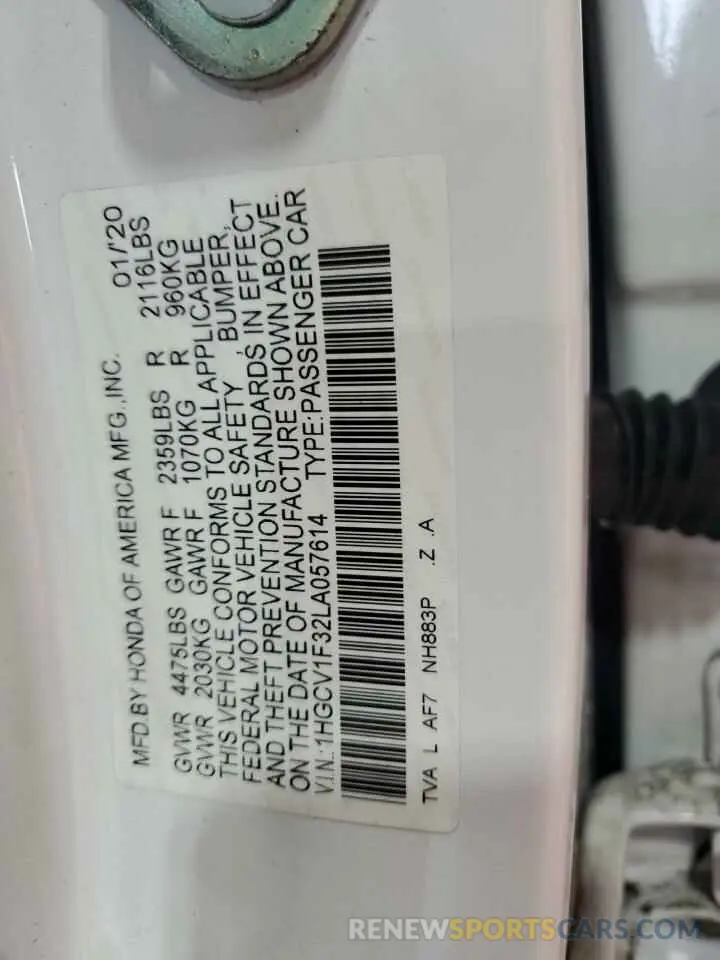 MFD.BY HONDA OF AMERICA MFG.,INC. 01/'20
GVWR 4475LBS GAWR F 2359LBS R 2116LBS
GVWR 2030KG GAWR F 1070KG R 960KG
THIS VEHICLE CONFORMS TO ALL APPLICABLE
FEDERAL MOTOR VEHICLE SAFETY , BUMPER,
AND THEFT PREVENTION STANDARDS IN EFFECT
ON THE DATE OF MANUFACTURE SHOWN ABOVE.
V.I.N.:1HGCV1F32LA057614 TYPE:PASSENGER CAR
TVA L AF7 NH883P .Z .A
RENEWSPORTSCARS.COM